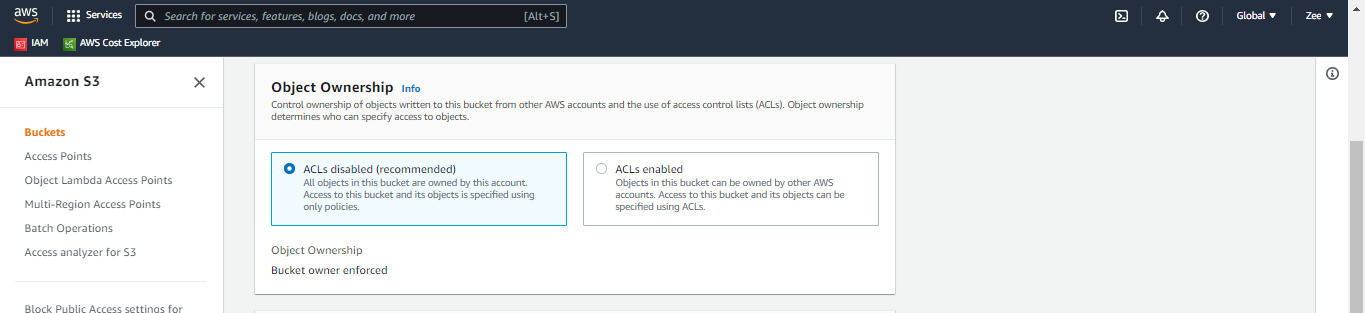 aws Services Search for services, features, blogs, docs, and more [Alt+S] Global ▼ Zee ▼
IAM AWS Cost Explorer
Amazon S3
Buckets
Access Points
Object Lambda Access Points
Multi-Region Access Points
Batch Operations
Access analyzer for S3
Block Public Access settings for
Object Ownership Info
Control ownership of objects written to this bucket from other AWS accounts and the use of access control lists (ACLs). Object ownership
determines who can specify access to objects.
ACLs disabled (recommended)
All objects in this bucket are owned by this account.
Access to this bucket and its objects is specified using
only policies.
ACLs enabled
Objects in this bucket can be owned by other AWS
accounts. Access to this bucket and its objects can be
specified using ACLs.
Object Ownership
Bucket owner enforced